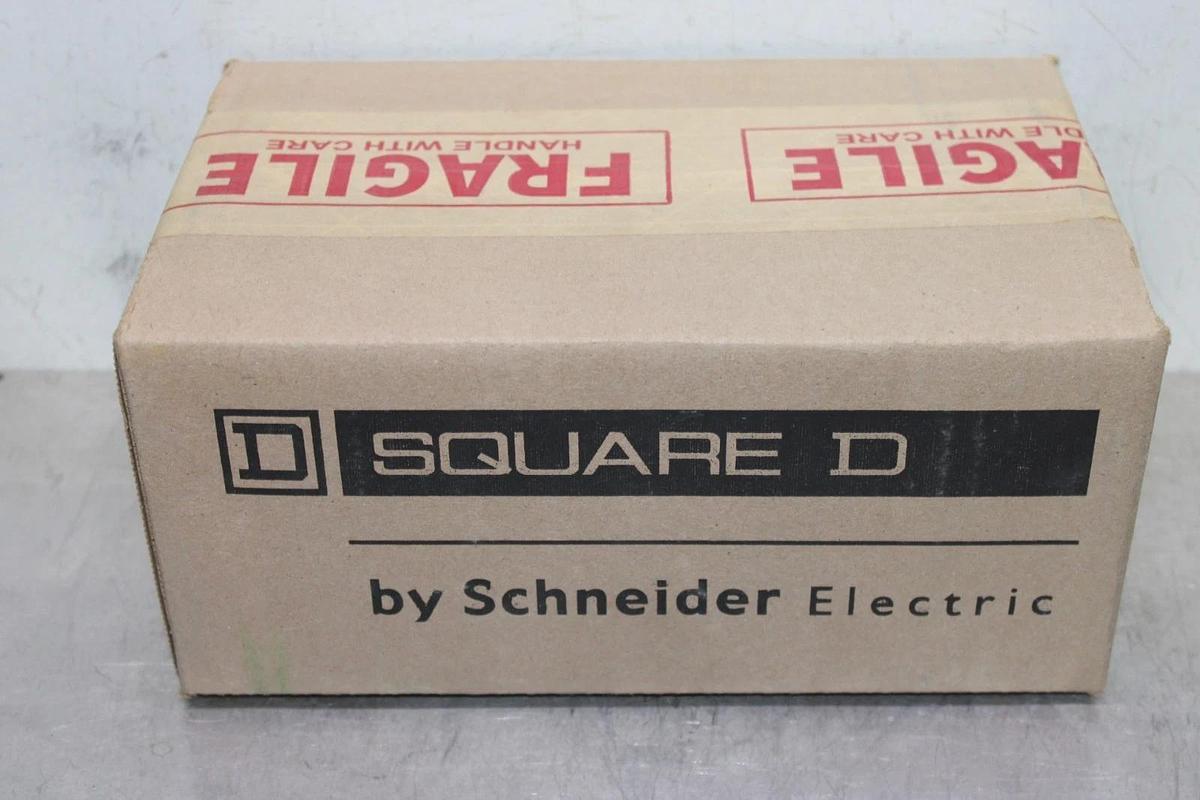 FRAGILE
HANDLE WITH CARE
AGILE
DLE WITH CARE
D SQUARE D
by Schneider Electric